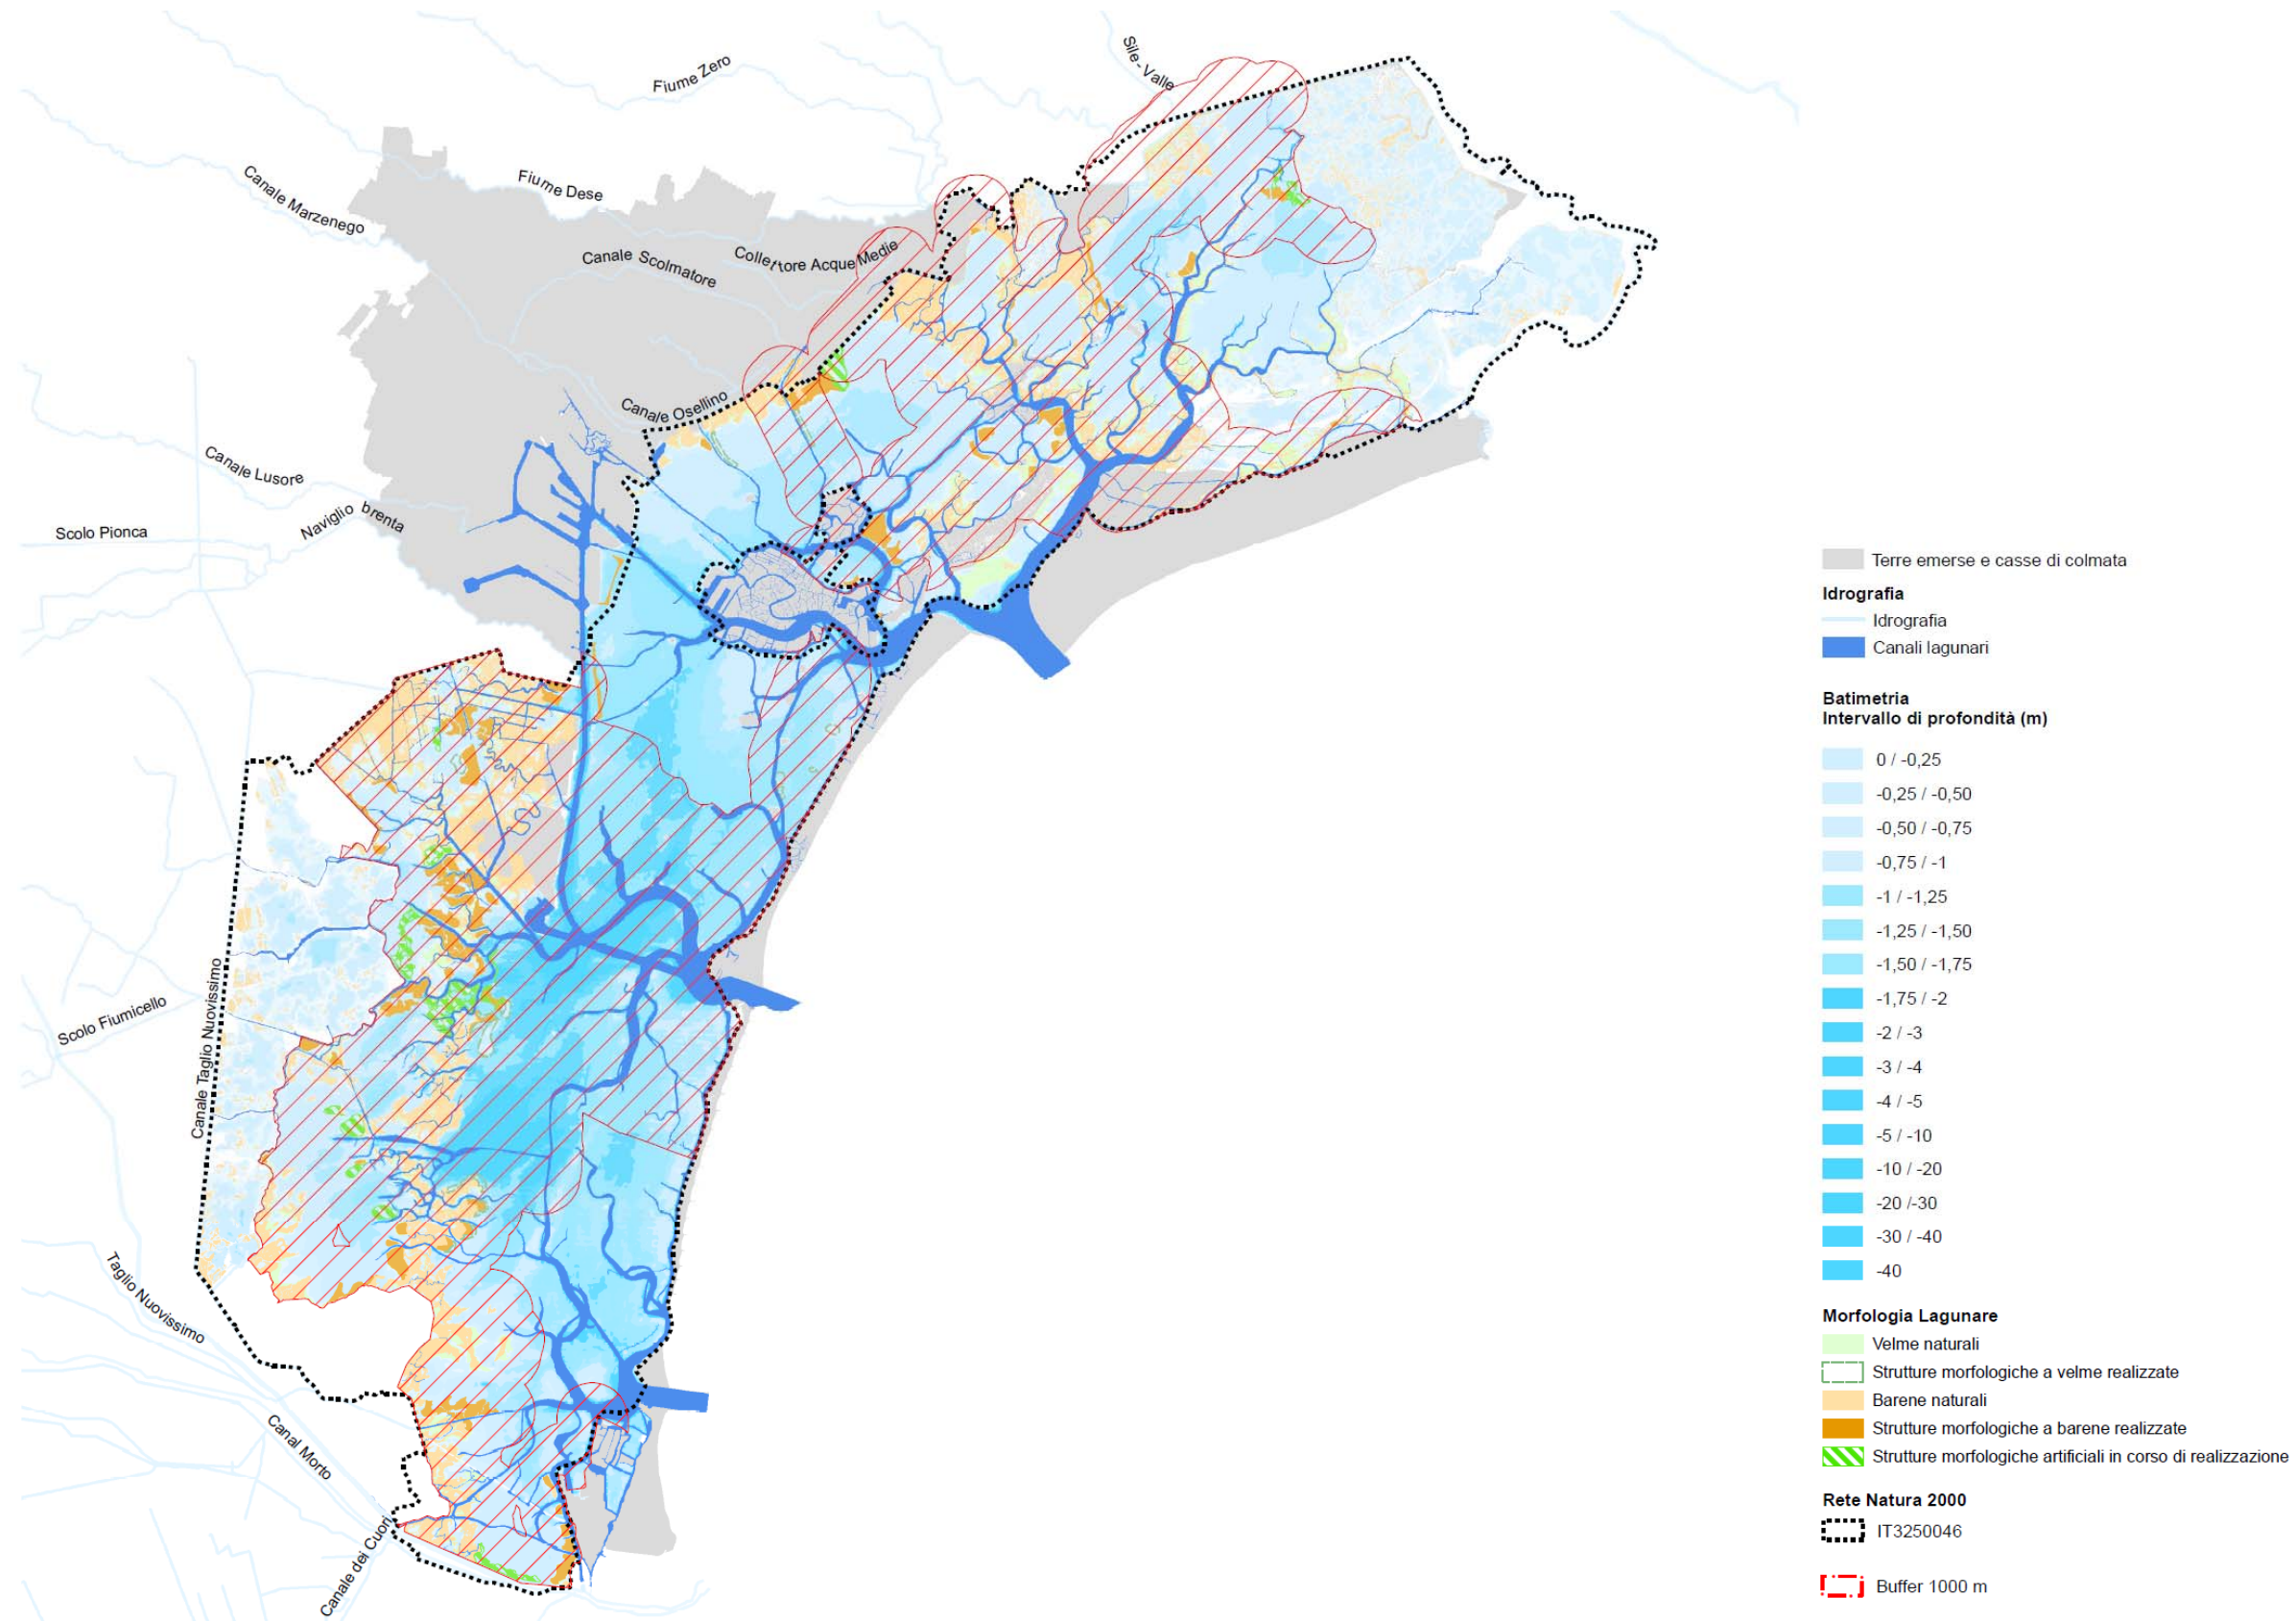 Sile - Valle
Fiume Zero
Canale Marzenego
Fiume Dese
Canale Scolmatore
Collettore Acque Medie
Canale Osellino
Canale Lusore
Naviglio brenta
Scolo Pionca
Scolo Fiumicello
Canale Taglio Nuovissimo
Taglio Nuovissimo
Canal Morto
Canale dei Cuori
Terre emerse e casse di colmata
Idrografia
Idrografia
Canali lagunari
Batimetria
Intervallo di profondità (m)
0 / -0,25
-0,25 / -0,50
-0,50 / -0,75
-0,75 / -1
-1 / -1,25
-1,25 / -1,50
-1,50 / -1,75
-1,75 / -2
-2 / -3
-3 / -4
-4 / -5
-5 / -10
-10 / -20
-20 /-30
-30 / -40
-40
Morfologia Lagunare
Velme naturali
Strutture morfologiche a velme realizzate
Barene naturali
Strutture morfologiche a barene realizzate
Strutture morfologiche artificiali in corso di realizzazione
Rete Natura 2000
IT3250046
Buffer 1000 m